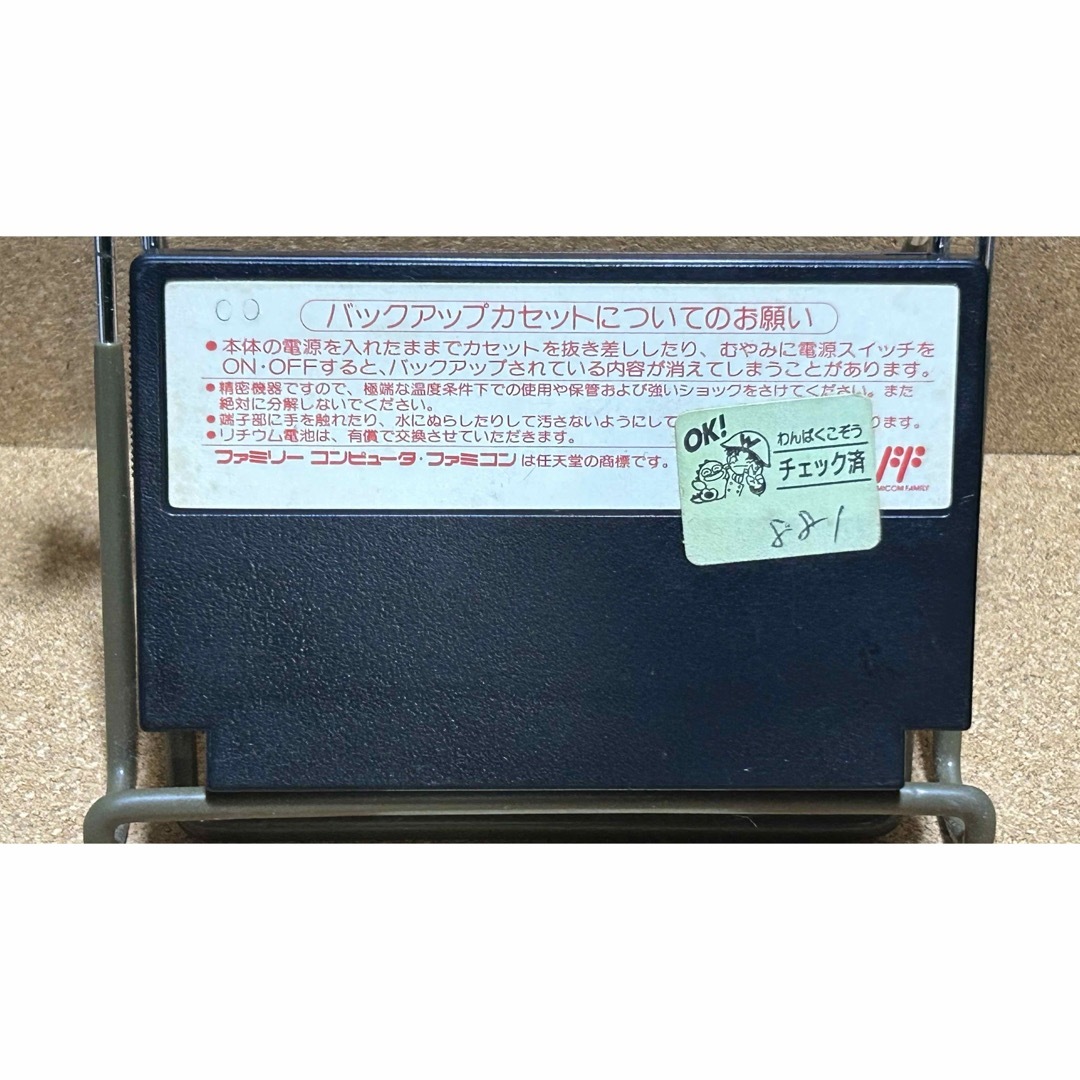 バックアップカセットについてのお願い
●本体の電源を入れたままでカセットを抜き差ししたり、むやみに電源スイッチを
ON・OFFすると、バックアップされている内容が消えてしまうことがあります。
●精密機器ですので、極端な温度条件下での使用や保管および強いショックをさけてください。また
絶対に分解しないでください。
●端子部に手を触れたり、水にぬらしたりして汚さないようにして ります。
●リチウム電池は、有償で交換させていただきます。
ファミリー コンピュータ・ファミコンは任天堂の商標です。
FF
FAMICOM FAMILY
OK!
わんぱくこぞう
チェック済